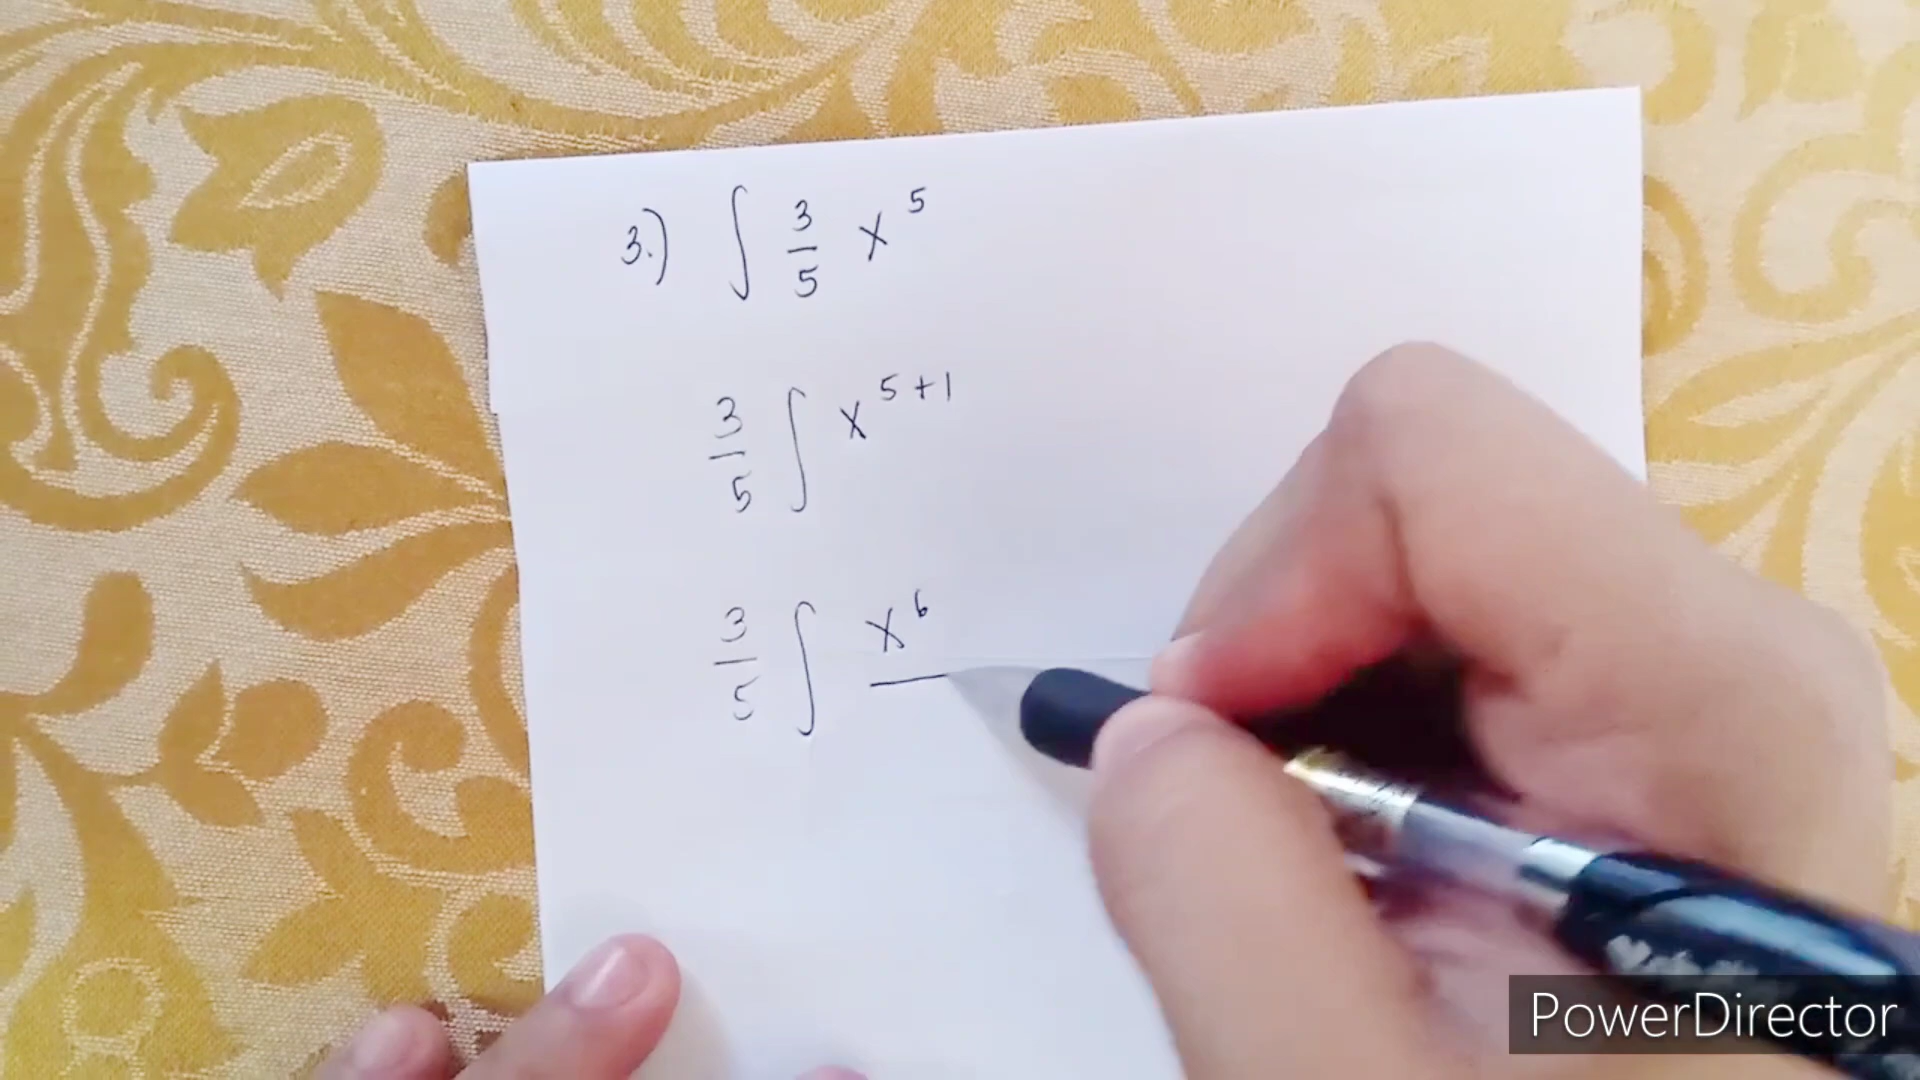 3.) ∫ 3/5 x^5
3/5 ∫ x^5+1
3/5 ∫ x^6
PowerDirector